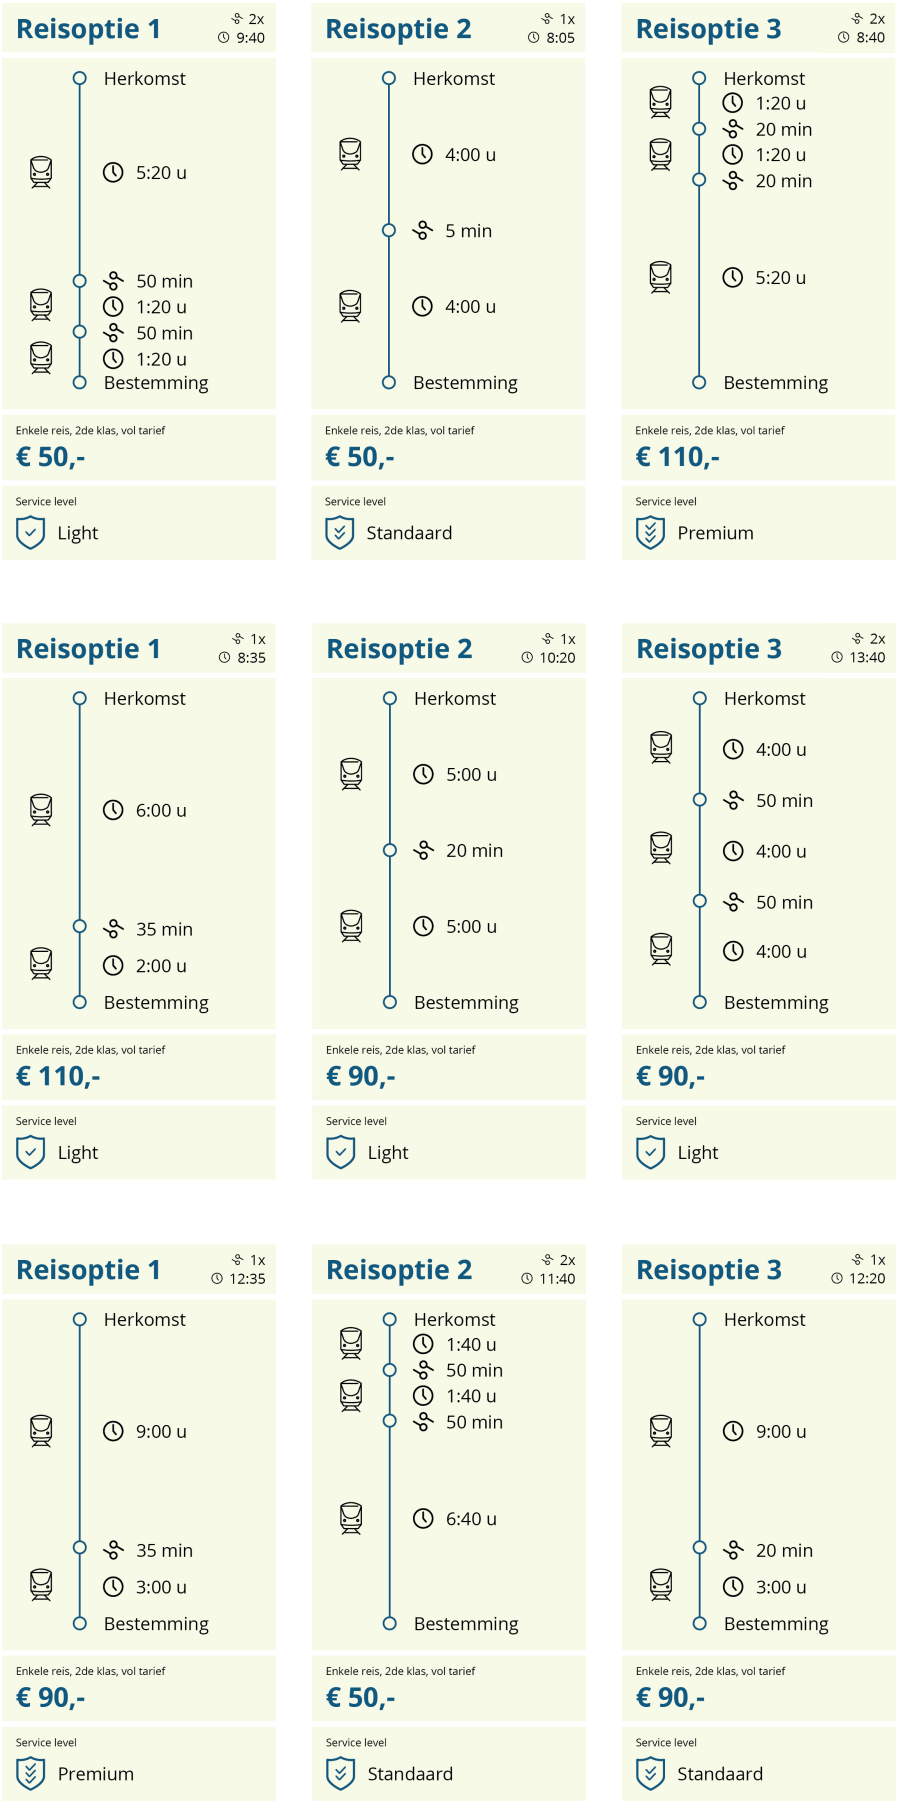 Reisoptie 1
2x
9:40
Herkomst
5:20 u
50 min
1:20 u
50 min
1:20 u
Bestemming
Enkele reis, 2de klas, vol tarief
€ 50,-
Service level
Light
Reisoptie 2
1x
8:05
Herkomst
4:00 u
5 min
4:00 u
Bestemming
Enkele reis, 2de klas, vol tarief
€ 50,-
Service level
Standaard
Reisoptie 3
2x
8:40
Herkomst
1:20 u
20 min
1:20 u
20 min
5:20 u
Bestemming
Enkele reis, 2de klas, vol tarief
€ 110,-
Service level
Premium
Reisoptie 1
1x
8:35
Herkomst
6:00 u
35 min
2:00 u
Bestemming
Enkele reis, 2de klas, vol tarief
€ 110,-
Service level
Light
Reisoptie 2
1x
10:20
Herkomst
5:00 u
20 min
5:00 u
Bestemming
Enkele reis, 2de klas, vol tarief
€ 90,-
Service level
Light
Reisoptie 3
2x
13:40
Herkomst
4:00 u
50 min
4:00 u
50 min
4:00 u
Bestemming
Enkele reis, 2de klas, vol tarief
€ 90,-
Service level
Light
Reisoptie 1
1x
12:35
Herkomst
9:00 u
35 min
3:00 u
Bestemming
Enkele reis, 2de klas, vol tarief
€ 90,-
Service level
Premium
Reisoptie 2
2x
11:40
Herkomst
1:40 u
50 min
1:40 u
50 min
6:40 u
Bestemming
Enkele reis, 2de klas, vol tarief
€ 50,-
Service level
Standaard
Reisoptie 3
1x
12:20
Herkomst
9:00 u
20 min
3:00 u
Bestemming
Enkele reis, 2de klas, vol tarief
€ 90,-
Service level
Standaard